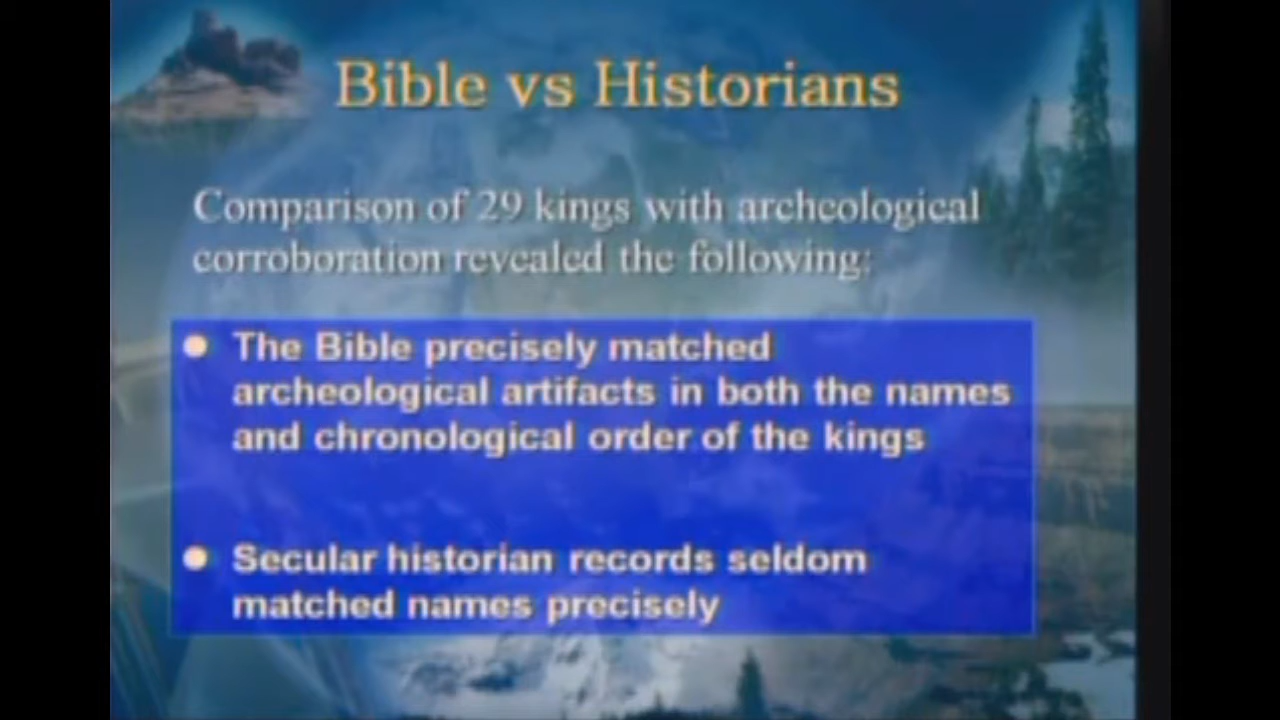 Bible vs Historians
Comparison of 29 kings with archeological
corroboration revealed the following:
The Bible precisely matched
archeological artifacts in both the names
and chronological order of the kings
Secular historian records seldom
matched names precisely